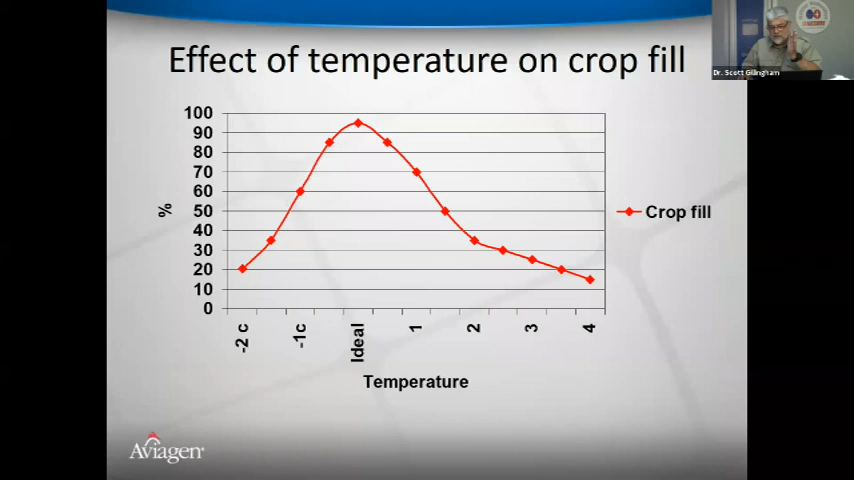 Effect of temperature on crop fill
Dr. Scott Gillingham
100
90
80
70
60
50
40
30
20
10
0
%
Crop fill
-2 c
-1c
Ideal
1
2
3
4
Temperature
Aviagen